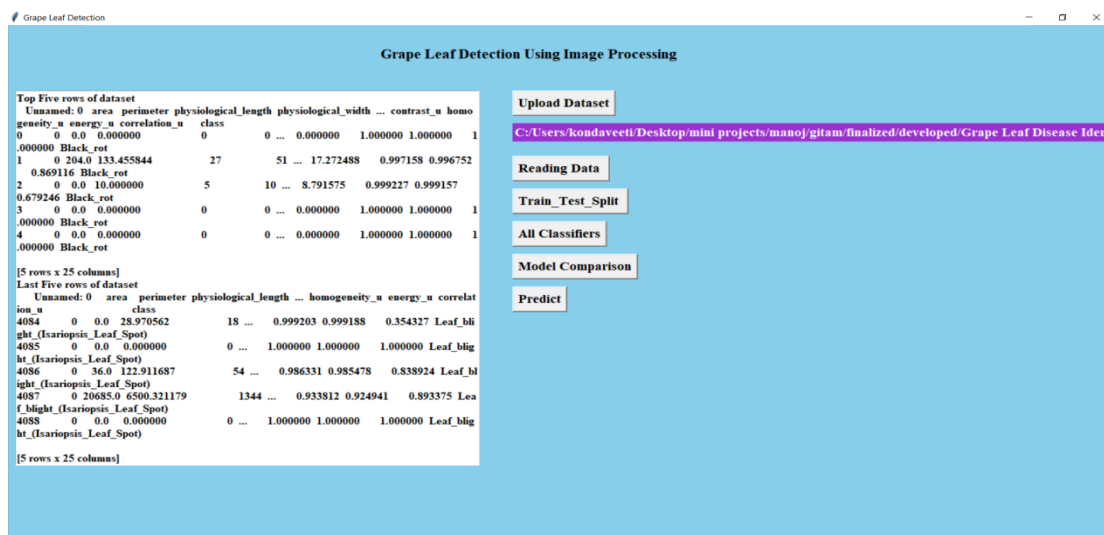 Grape Leaf Detection
Grape Leaf Detection Using Image Processing
Top Five rows of dataset
Unnamed: 0 area perimeter physiological_length physiological_width ... contrast_u homo
geneity_u energy_u correlation_u class
0 0 0.0 0.000000 0 0 ... 0.000000 1.000000 1.000000 1
.000000 Black_rot
1 0 204.0 133.455844 27 51 ... 17.272488 0.997158 0.996752
0.869116 Black_rot
2 0 0.0 10.000000 5 10 ... 8.791575 0.999227 0.999157
0.679246 Black_rot
3 0 0.0 0.000000 0 0 ... 0.000000 1.000000 1.000000 1
.000000 Black_rot
4 0 0.0 0.000000 0 0 ... 0.000000 1.000000 1.000000 1
.000000 Black_rot
[5 rows x 25 columns]
Last Five rows of dataset
Unnamed: 0 area perimeter physiological_length ... homogeneity_u energy_u correlat
ion_u class
4084 0 0.0 28.970562 18 ... 0.999203 0.999188 0.354327 Leaf_bli
ght_(Isariopsis_Leaf_Spot)
4085 0 0.0 0.000000 0 ... 1.000000 1.000000 1.000000 Leaf_blig
ht_(Isariopsis_Leaf_Spot)
4086 0 36.0 122.911687 54 ... 0.986331 0.985478 0.838924 Leaf_bl
ight_(Isariopsis_Leaf_Spot)
4087 0 20685.0 6500.321179 1344 ... 0.933812 0.924941 0.893375 Lea
f_blight_(Isariopsis_Leaf_Spot)
4088 0 0.0 0.000000 0 ... 1.000000 1.000000 1.000000 Leaf_blig
ht_(Isariopsis_Leaf_Spot)
[5 rows x 25 columns]
Upload Dataset
C:/Users/kondaveeti/Desktop/mini projects/manoj/gitam/finalized/developed/Grape Leaf Disease Iden
Reading Data
Train_Test_Split
All Classifiers
Model Comparison
Predict